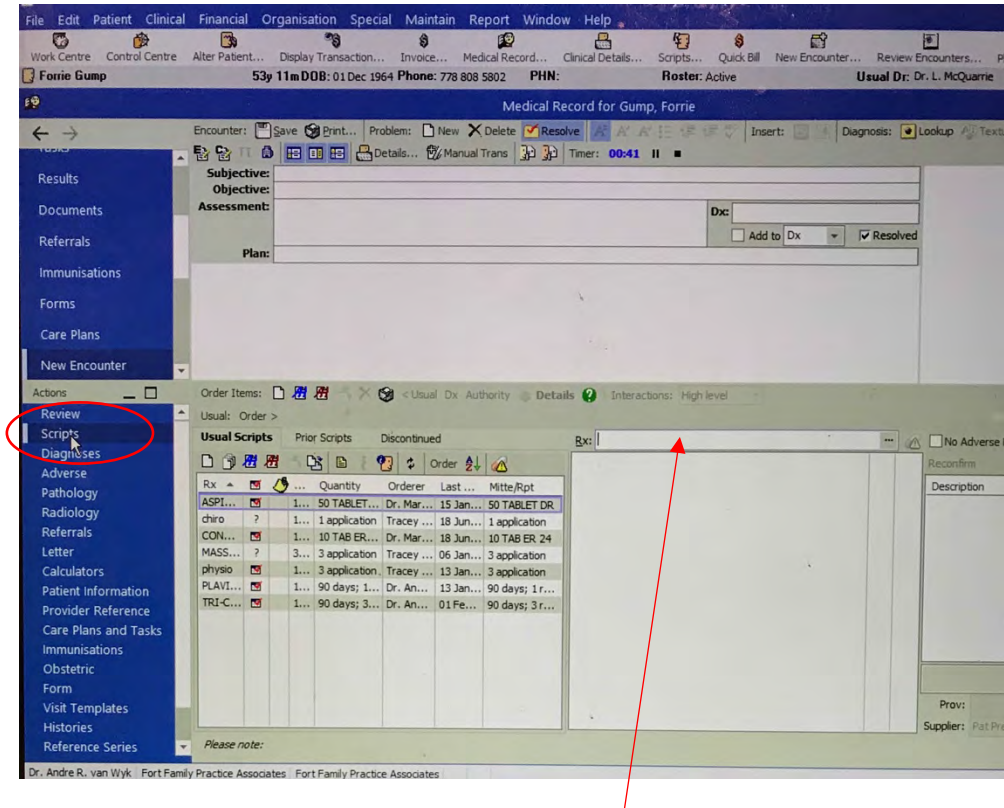 File Edit Patient Clinical Financial Organisation Special Maintain Report Window Help
Work Centre Control Centre Alter Patient... Display Transaction... Invoice... Medical Record... Clinical Details... Scripts... Quick Bill New Encounter... Review Encounters...
Forrie Gump 53y 11m DOB: 01 Dec 1964 Phone: 778 808 5802 PHN: Roster: Active Usual Dr: Dr. L. McQuarrie
Medical Record for Gump, Forrie
Encounter: Save Print... Problem: New Delete Resolve Insert: Diagnosis: Lookup
Details... Manual Trans Timer: 00:41
Results
Documents
Referrals
Immunisations
Forms
Care Plans
New Encounter
Subjective:
Objective:
Assessment:
Dx:
Add to Dx Resolved
Plan:
Actions
Review
Scripts
Diagnoses
Adverse
Pathology
Radiology
Referrals
Letter
Calculators
Patient Information
Provider Reference
Care Plans and Tasks
Immunisations
Obstetric
Form
Visit Templates
Histories
Reference Series
Order Items: < Usual Dx Authority Details Interactions: High level
Usual: Order >
Usual Scripts Prior Scripts Discontinued
Rx: ... No Adverse
Order
Reconfirm
Rx ... Quantity Orderer Last ... Mitte/Rpt
Description
ASPI... 1... 50 TABLET... Dr. Mar... 15 Jan... 50 TABLET DR
chiro ? 1... 1 application Tracey ... 18 Jun... 1 application
CON... 1... 10 TAB ER... Dr. Mar... 18 Jun... 10 TAB ER 24
MASS... ? 3... 3 application Tracey ... 06 Jan... 3 application
physio 1... 3 application. Tracey ... 13 Jan... 3 application
PLAVI... 1... 90 days; 1... Dr. An... 13 Jan... 90 days; 1 r...
TRI-C... 1... 90 days; 3... Dr. An... 01 Fe... 90 days; 3 r...
Prov:
Supplier:
Please note:
Dr. Andre R. van Wyk Fort Family Practice Associates Fort Family Practice Associates